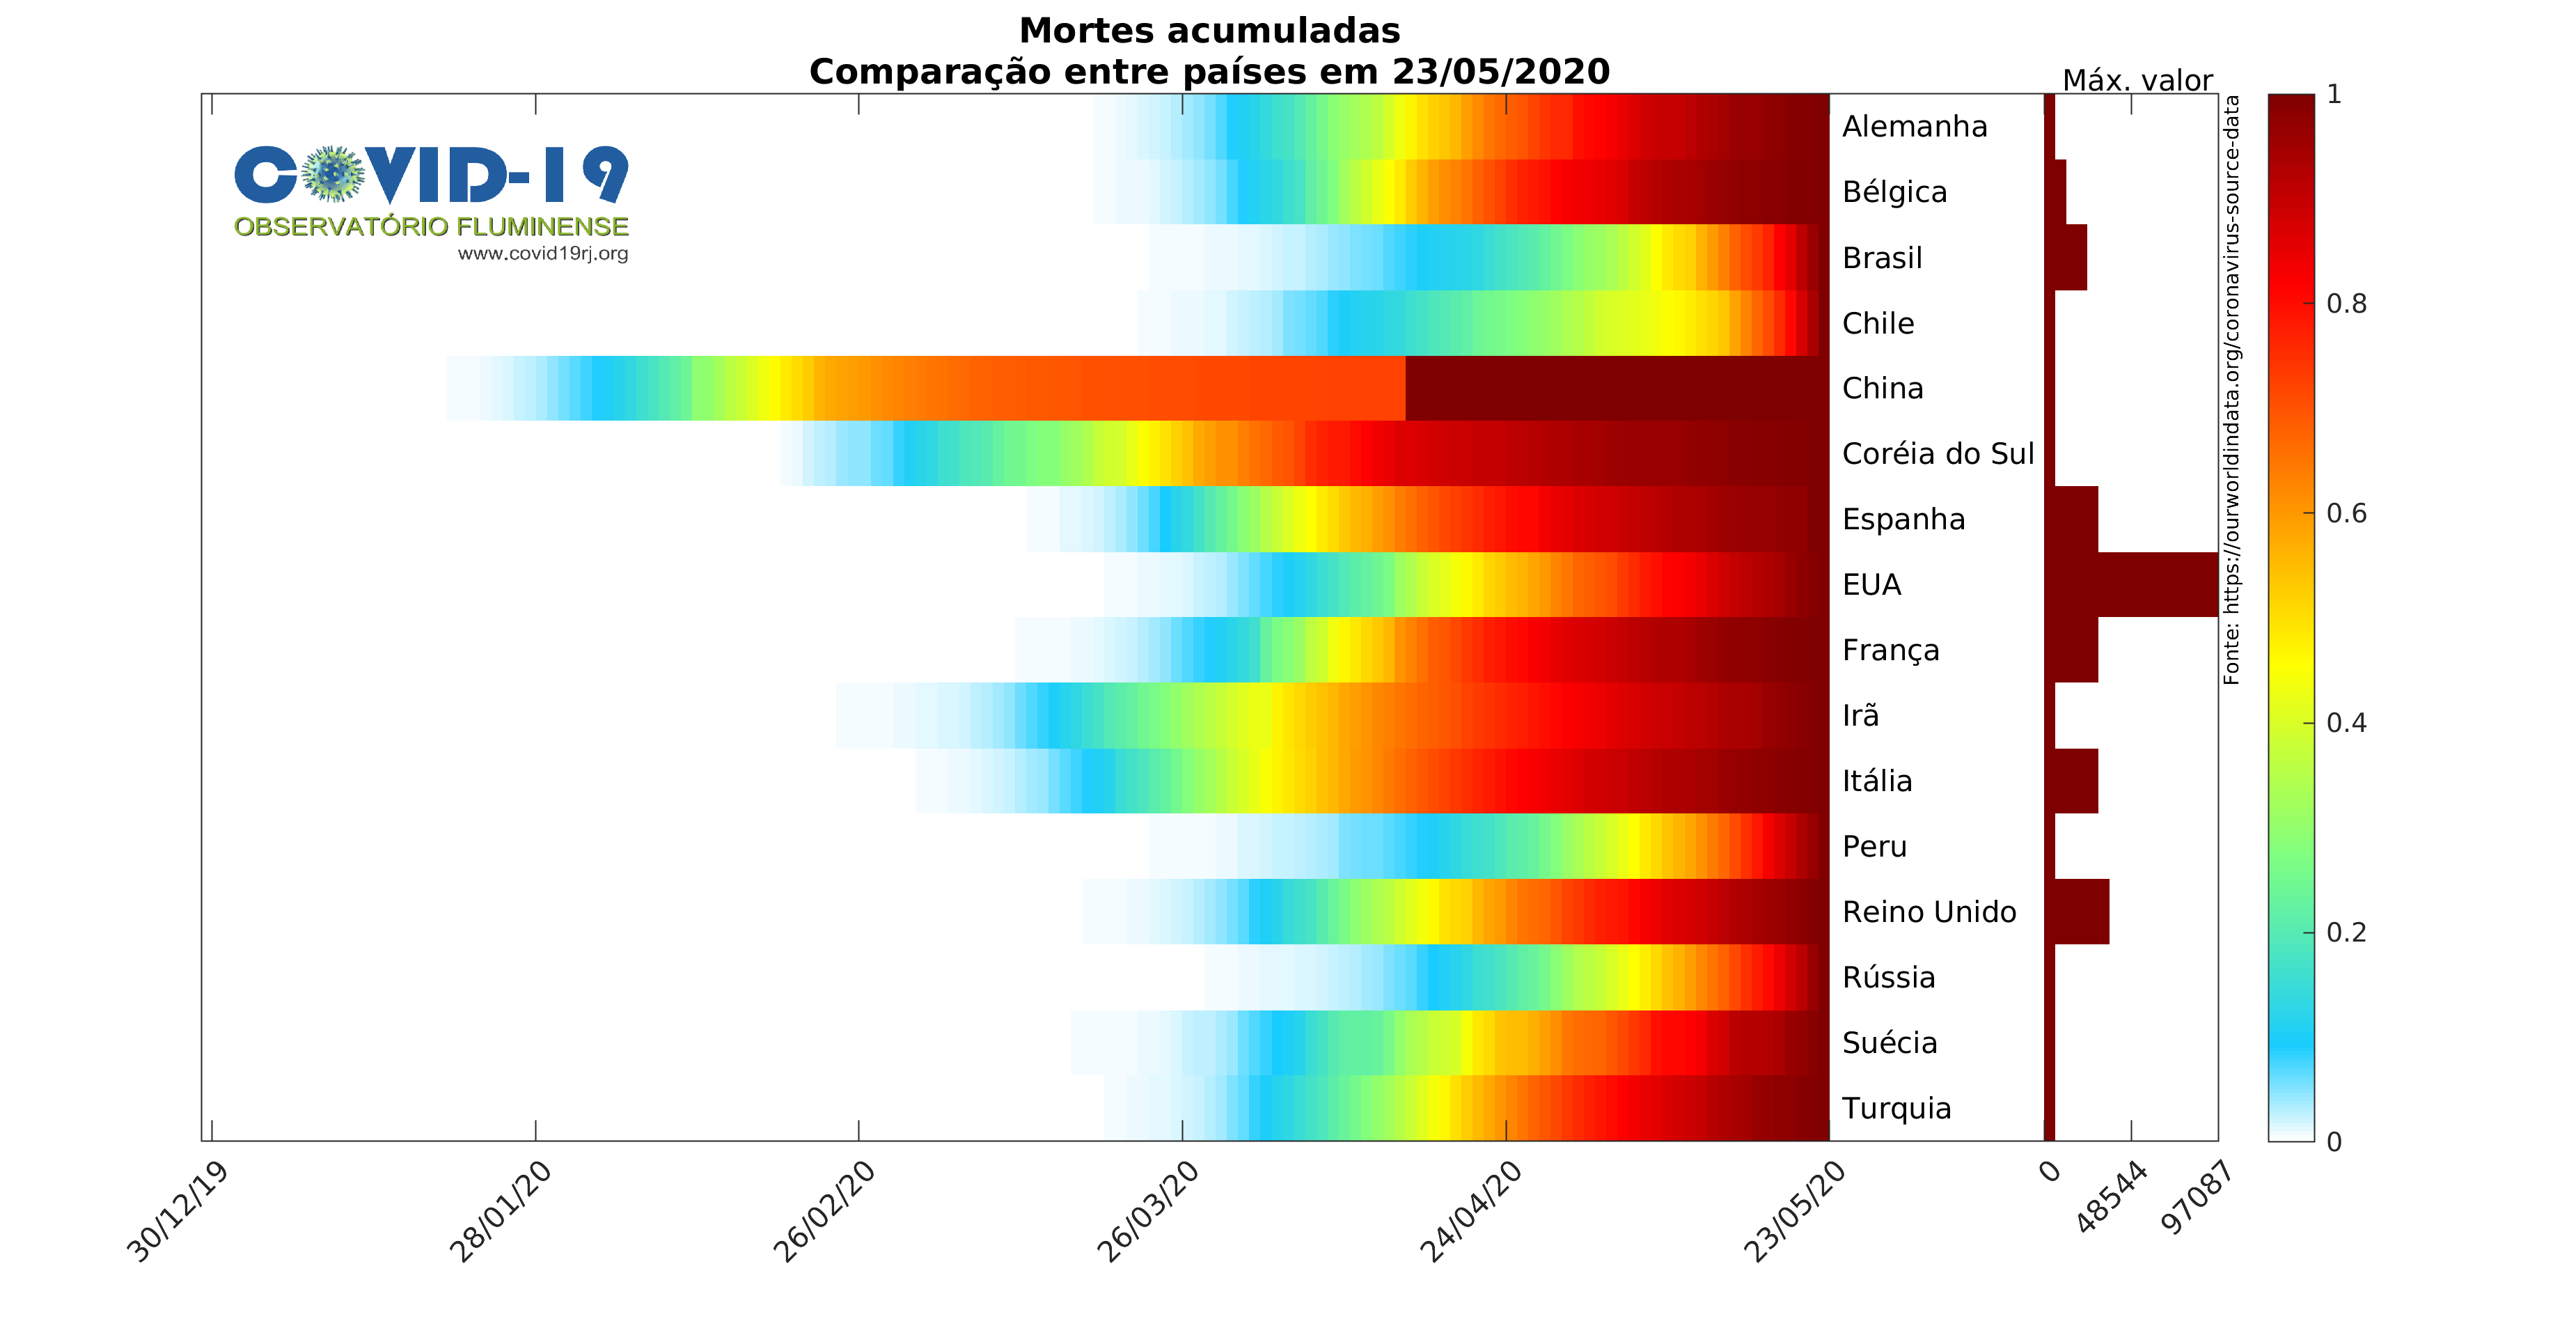 Mortes acumuladas
Comparação entre países em 23/05/2020
Máx. valor
COVID-19
OBSERVATÓRIO FLUMINENSE
www.covid19rj.org
Alemanha
Bélgica
Brasil
Chile
China
Coréia do Sul
Espanha
EUA
França
Irã
Itália
Peru
Reino Unido
Rússia
Suécia
Turquia
Fonte: https://ourworldindata.org/coronavirus-source-data
1
0.8
0.6
0.4
0.2
0
30/12/19
28/01/20
26/02/20
26/03/20
24/04/20
23/05/20
0
48544
97087